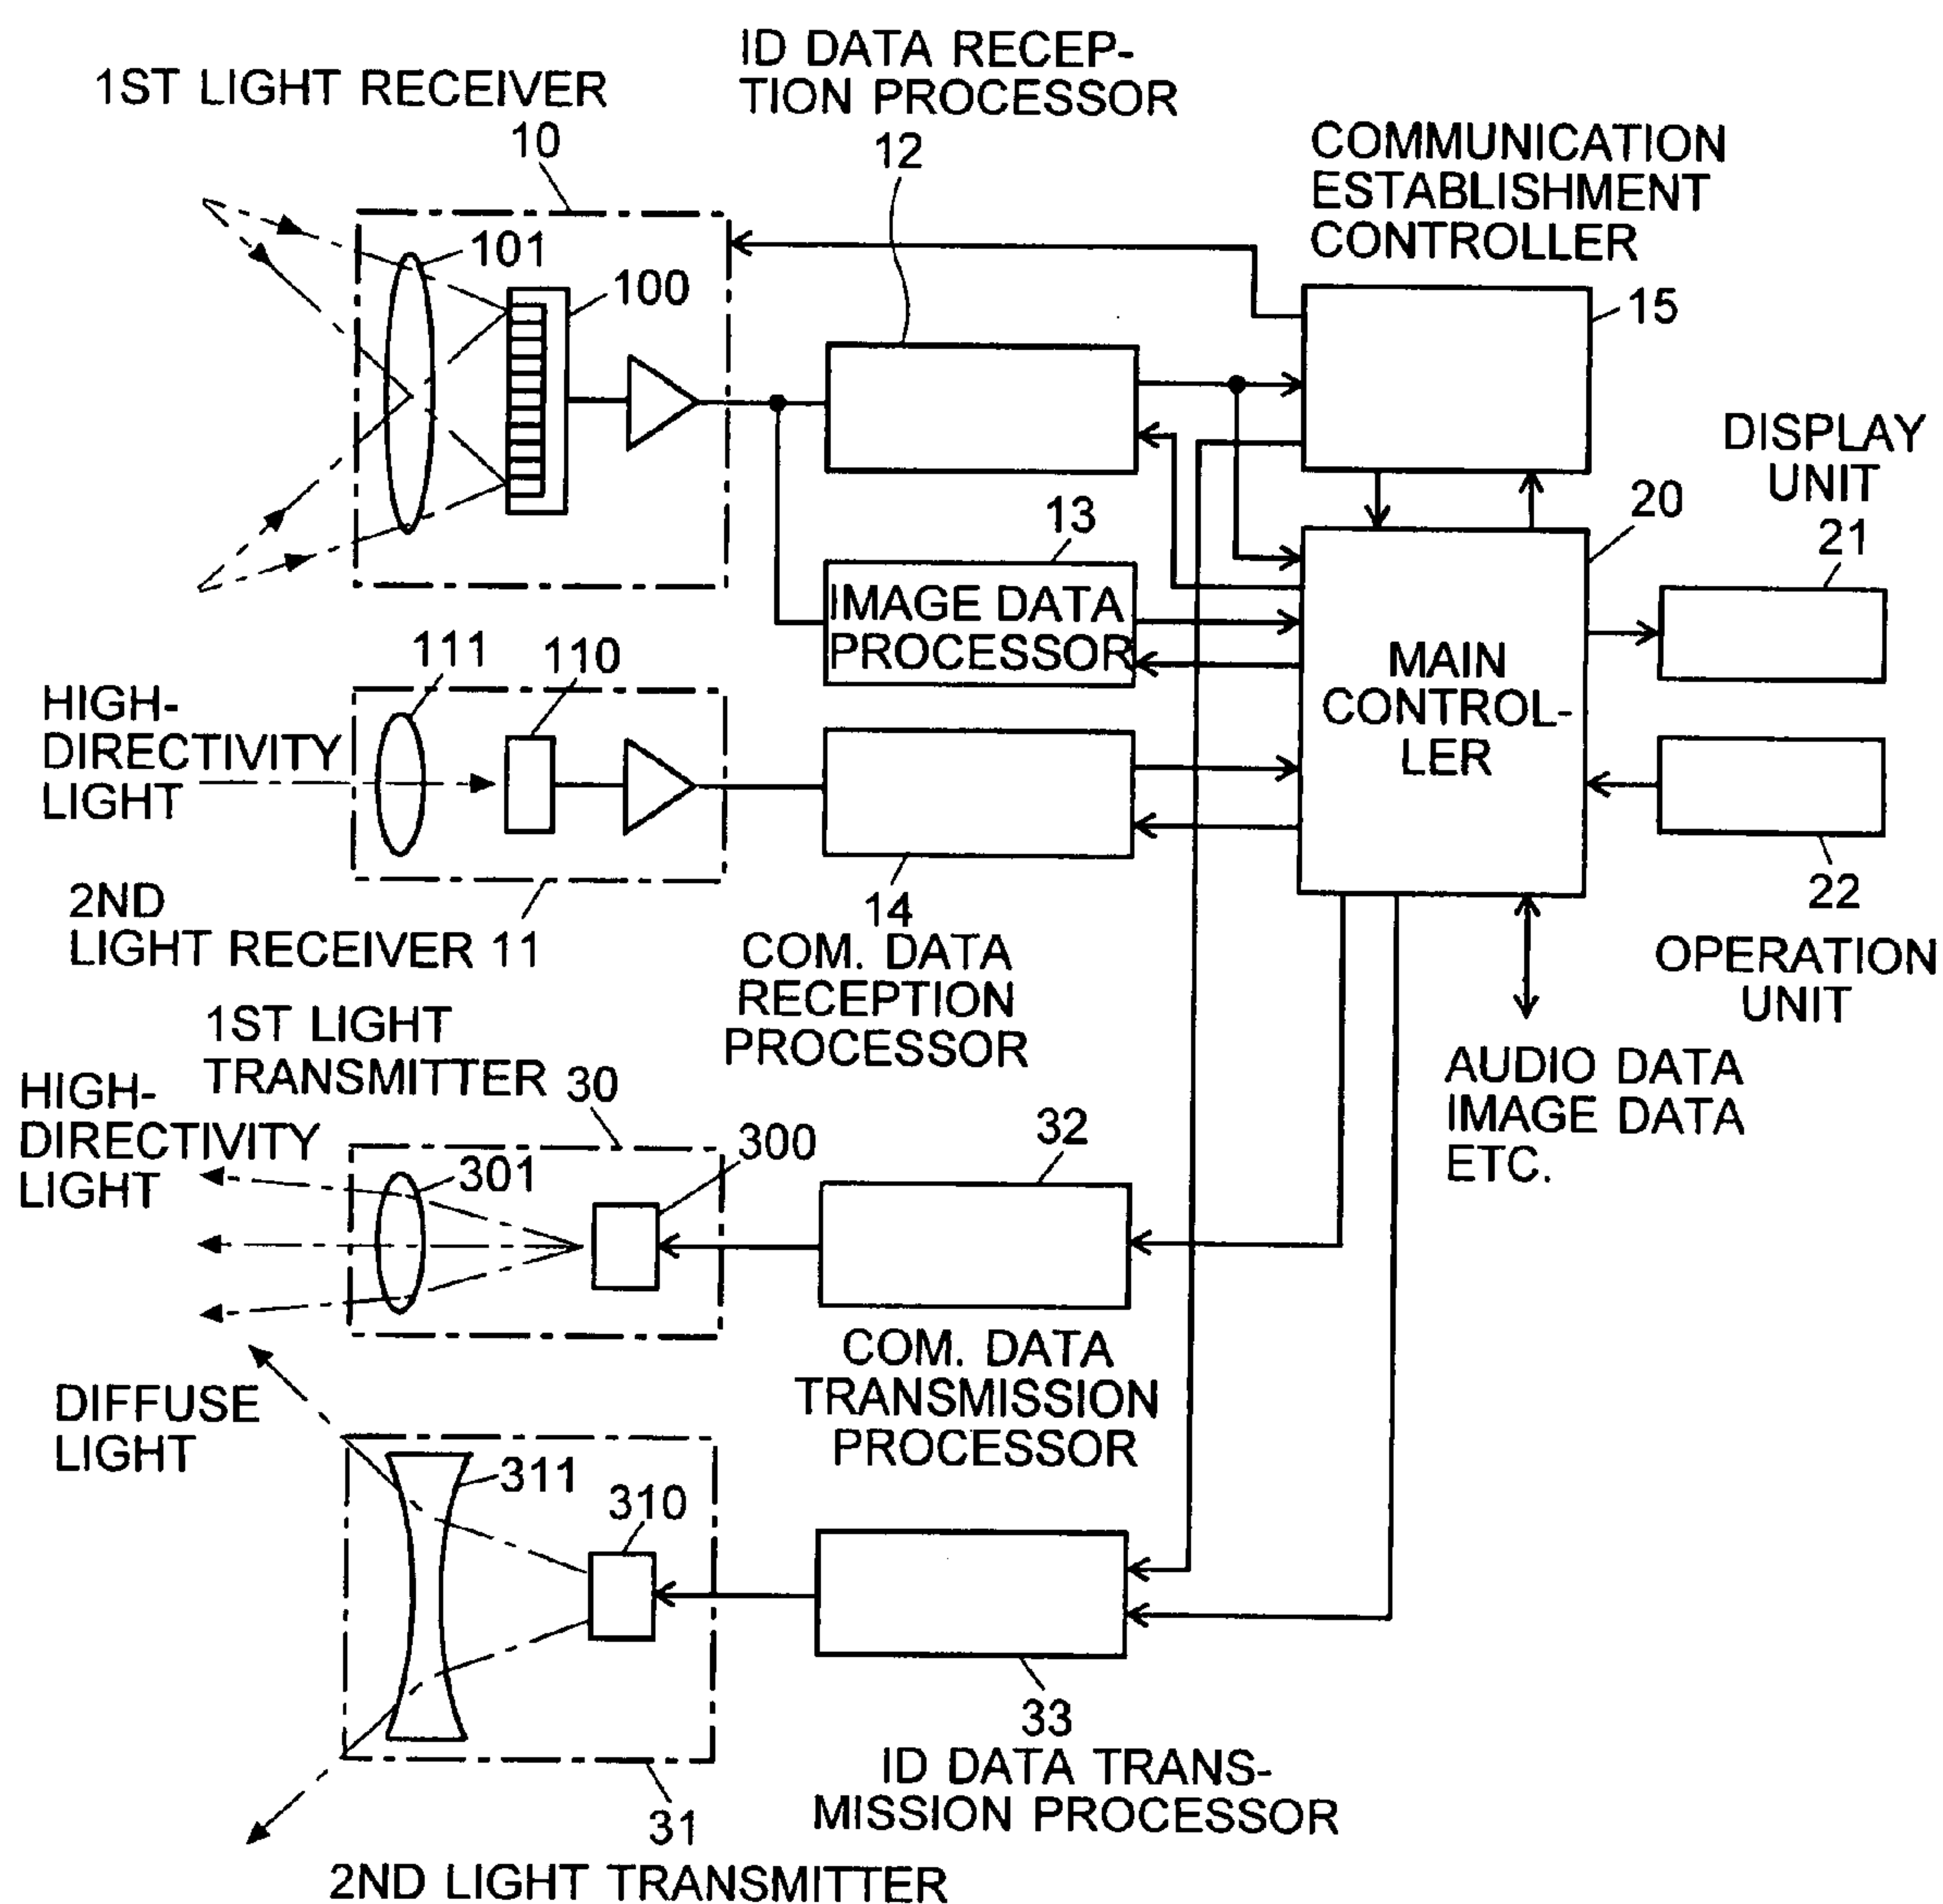 1ST LIGHT RECEIVER
10
ID DATA RECEP-
TION PROCESSOR
12
COMMUNICATION
ESTABLISHMENT
CONTROLLER
15
101
100
DISPLAY
UNIT
21
20
13
IMAGE DATA
PROCESSOR
MAIN
CONTROL-
LER
111
110
HIGH-
DIRECTIVITY
LIGHT
2ND
LIGHT RECEIVER 11
14
COM. DATA
RECEPTION
PROCESSOR
22
OPERATION
UNIT
AUDIO DATA
IMAGE DATA
ETC.
1ST LIGHT
TRANSMITTER 30
HIGH-
DIRECTIVITY
LIGHT
301
300
32
COM. DATA
TRANSMISSION
PROCESSOR
DIFFUSE
LIGHT
311
310
33
ID DATA TRANS-
MISSION PROCESSOR
31
2ND LIGHT TRANSMITTER